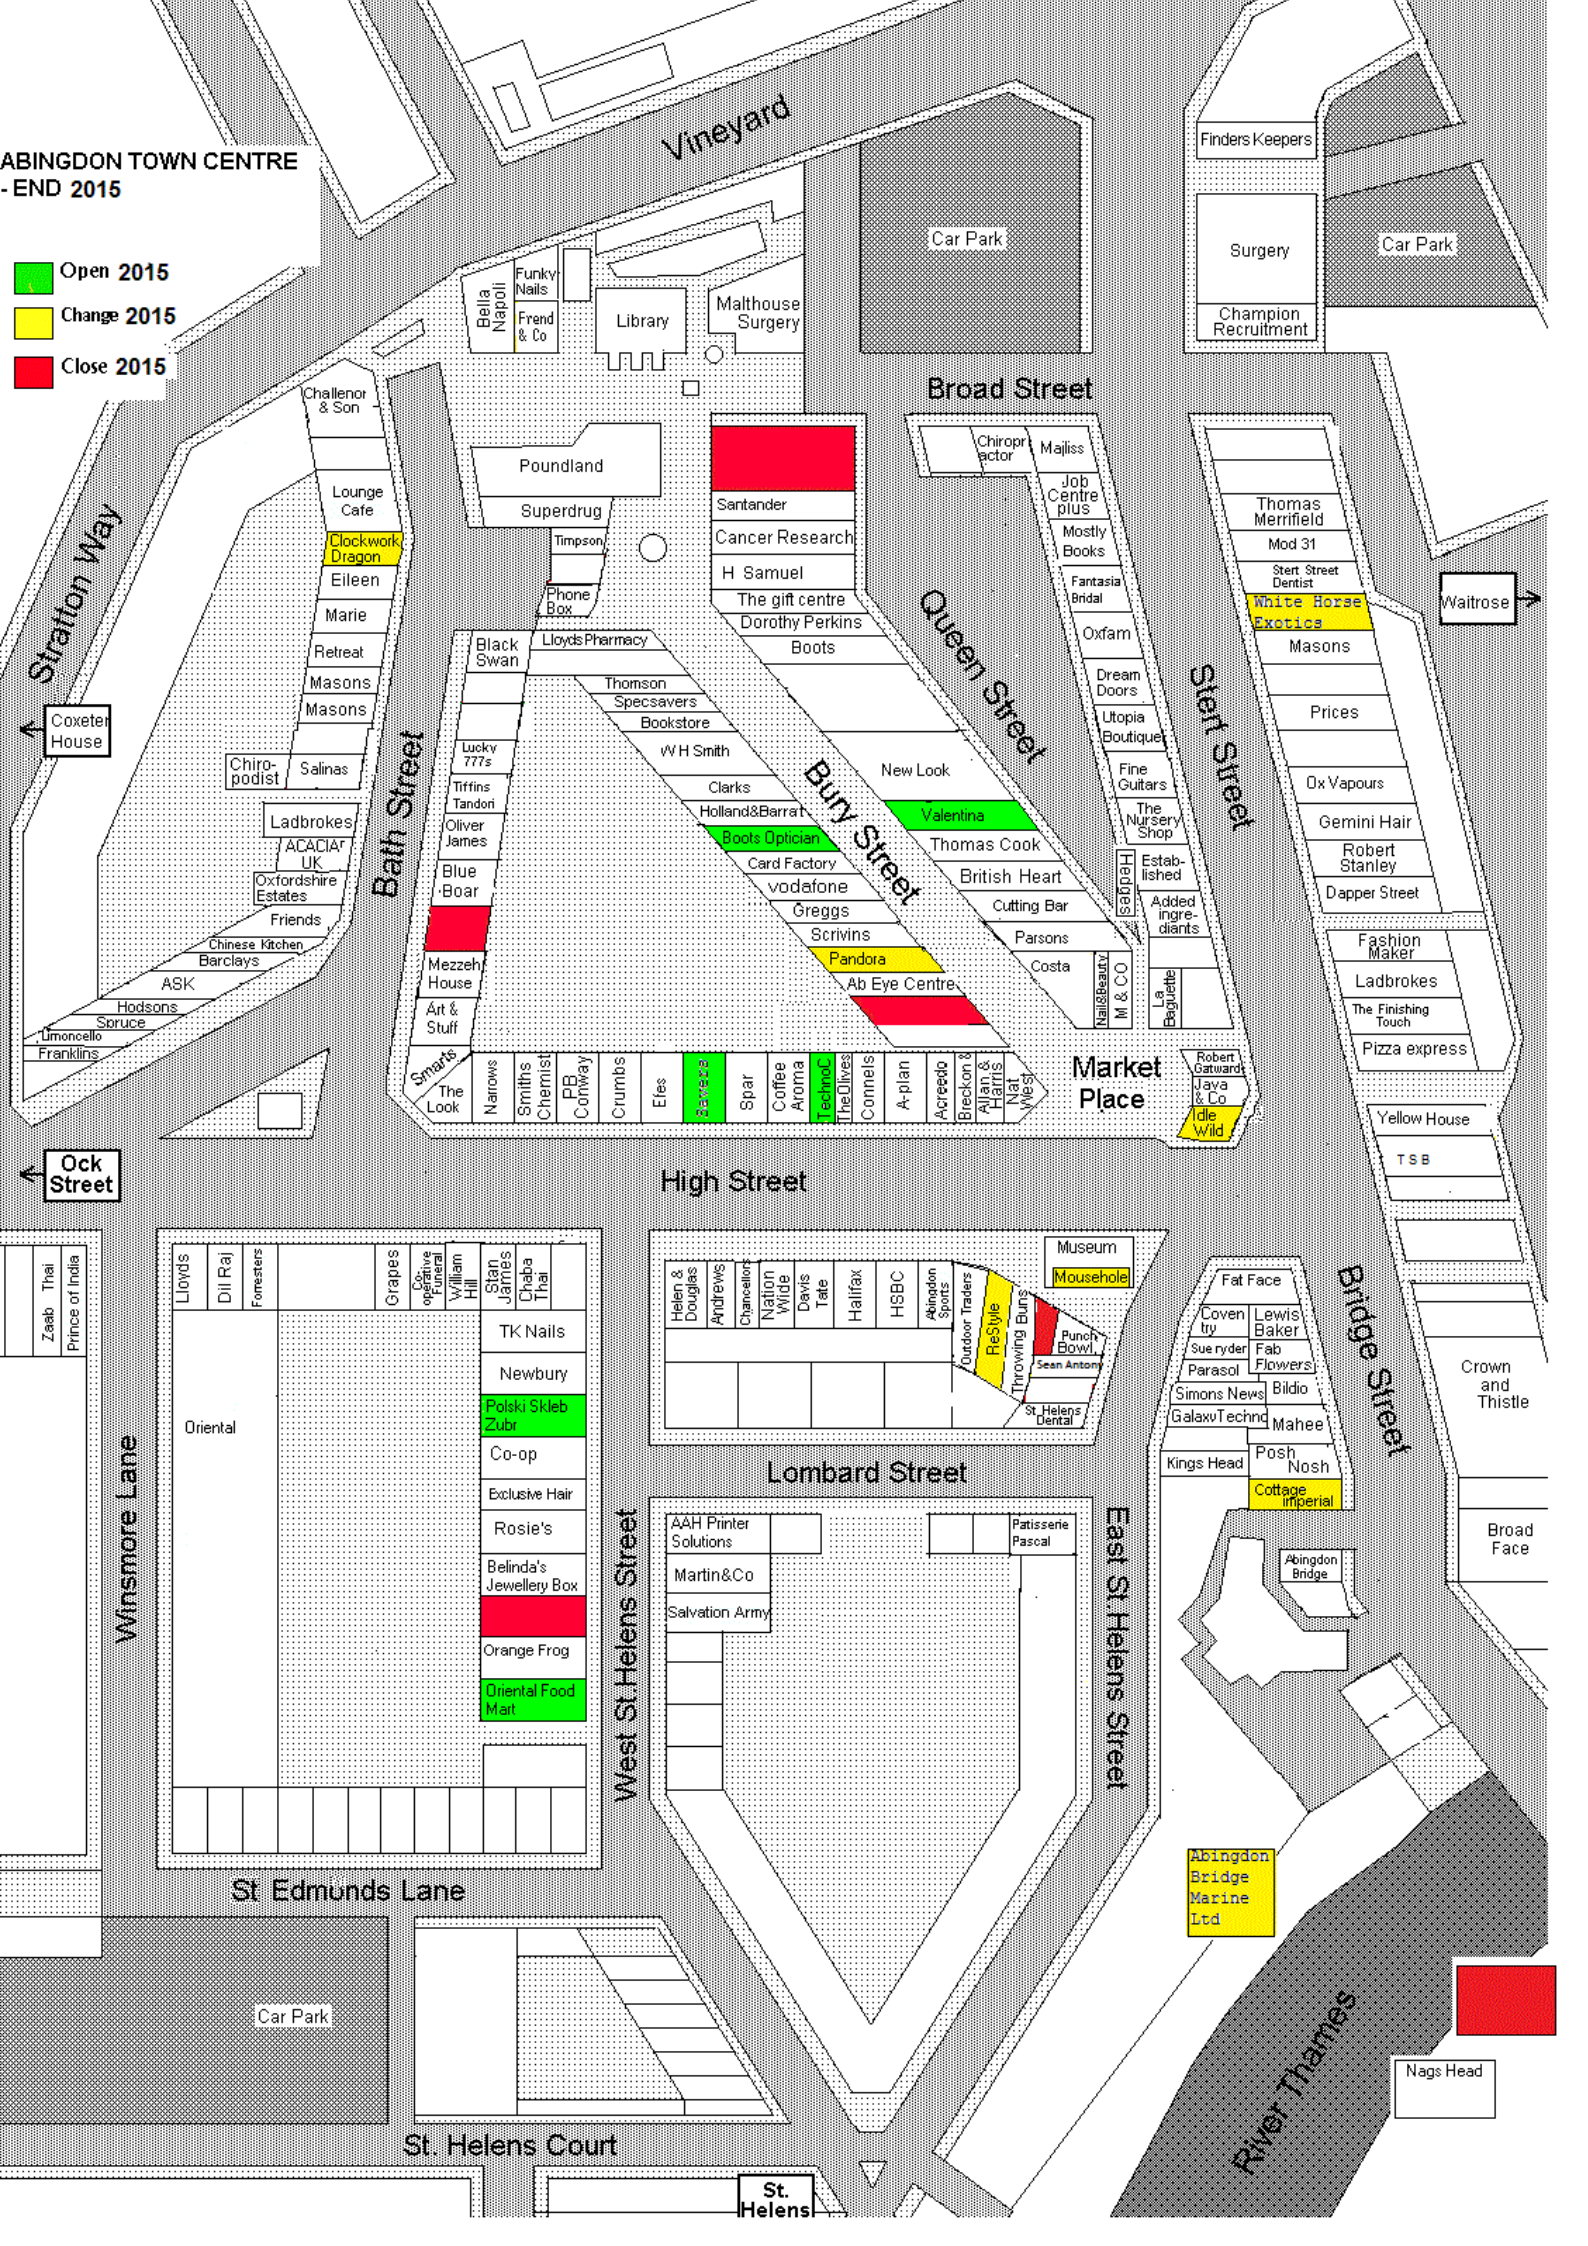 ABINGDON TOWN CENTRE
- END 2015
Open 2015
Change 2015
Close 2015
Vineyard
Finders Keepers
Car Park
Surgery
Car Park
Champion
Recruitment
Bella
Napoli
Funky
Nails
Frend
& Co
Library
Malthouse
Surgery
Broad Street
Challenor
& Son
Lounge
Cafe
Clockwork
Dragon
Eileen
Marie
Retreat
Masons
Masons
Chiro-
podist
Salinas
Ladbrokes
ACACIA
UK
Oxfordshire
Estates
Friends
Chinese Kitchen
Barclays
ASK
Hodsons
Spruce
Limoncello
Franklins
Stratton Way
Coxeter
House
Bath Street
Poundland
Superdrug
Timpson
Phone
Box
Black
Swan
Lucky
777s
Tiffins
Tandori
Oliver
James
Blue
Boar
Mezzeh
House
Art &
Stuff
Smarts
The
Look
Lloyds Pharmacy
Thomson
Specsavers
Bookstore
W H Smith
Clarks
Holland&Barrat
Boots Optician
Card Factory
vodafone
Greggs
Scrivins
Pandora
Ab Eye Centre
Bury Street
Santander
Cancer Research
H Samuel
The gift centre
Dorothy Perkins
Boots
New Look
Valentina
Thomas Cook
British Heart
Cutting Bar
Parsons
Costa
Nail&Beauty
M & CO
Queen Street
Chiropr
actor
Majliss
Job
Centre
plus
Mostly
Books
Fantasia
Bridal
Oxfam
Dream
Doors
Utopia
Boutique
Fine
Guitars
The
Nursery
Shop
Hedges
Estab-
lished
Added
ingre-
diants
La
Baguette
Stert Street
Thomas
Merrifield
Mod 31
Stert Street
Dentist
White Horse
Exotics
Masons
Prices
Ox Vapours
Gemini Hair
Robert
Stanley
Dapper Street
Fashion
Maker
Ladbrokes
The Finishing
Touch
Pizza express
Yellow House
TSB
Waitrose
Narrows
Smiths
Chemist
PB
Conway
Crumbs
Efes
Savers
Spar
Coffee
Aroma
TechnoC
TheOlives
Connels
A-plan
Acreedo
Breckon &
Allan &
Harris
Nat
West
Market
Place
Robert
Gatward
Java
& Co
Idle
Wild
Ock
Street
High Street
Zaab Thai
Prince of India
Lloyds
Dil Raj
Forresters
Grapes
Co-
operative
Funeral
William
Hill
Stan
James
Chaba
Thai
TK Nails
Newbury
Polski Skleb
Zubr
Co-op
Exclusive Hair
Rosie's
Belinda's
Jewellery Box
Orange Frog
Oriental Food
Mart
Oriental
Winsmore Lane
West St.Helens Street
Helen &
Douglas
Andrews
Chancellors
Nation
Wide
Davis
Tate
Halifax
HSBC
Abingdon
Sports
Outdoor Traders
ReStyle
Throwing Buns
Museum
Mousehole
Punch
Bowl
Sean Antony
St Helens
Dental
Lombard Street
AAH Printer
Solutions
Martin&Co
Salvation Army
Patisserie
Pascal
East St.Helens Street
Fat Face
Coven
try
Lewis
Baker
Sue ryder
Fab
Flowers
Parasol
Simons News
Bildio
GalaxyTechno
Mahee
Kings Head
Posh
Nosh
Cottage
imperial
Bridge Street
Crown
and
Thistle
Broad
Face
Abingdon
Bridge
Abingdon
Bridge
Marine
Ltd
St Edmunds Lane
Car Park
St. Helens Court
St.
Helens
River Thames
Nags Head